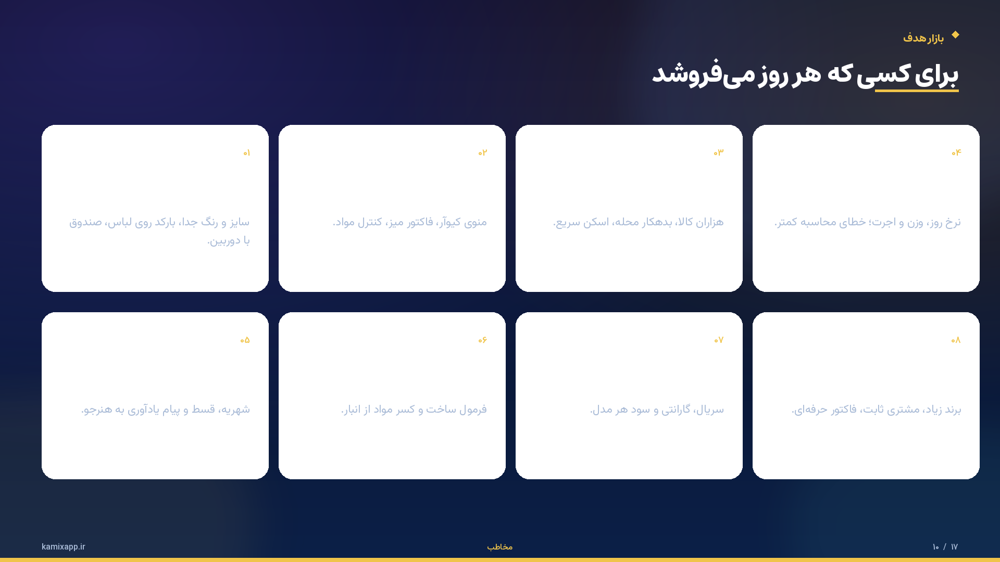 بازار هدف
برای کسی که هر روز می‌فروشد
۰۱
سایز و رنگ جدا، بارکد روی لباس، صندوق
با دوربین.
۰۲
منوی کیوآر، فاکتور میز، کنترل مواد.
۰۳
هزاران کالا، بدهکار محله، اسکن سریع.
۰۴
نرخ روز، وزن و اجرت؛ خطای محاسبه کمتر.
۰۵
شهریه، قسط و پیام یادآوری به هنرجو.
۰۶
فرمول ساخت و کسر مواد از انبار.
۰۷
سریال، گارانتی و سود هر مدل.
۰۸
برند زیاد، مشتری ثابت، فاکتور حرفه‌ای.
kamixapp.ir
مخاطب
۱۰ / ۱۷